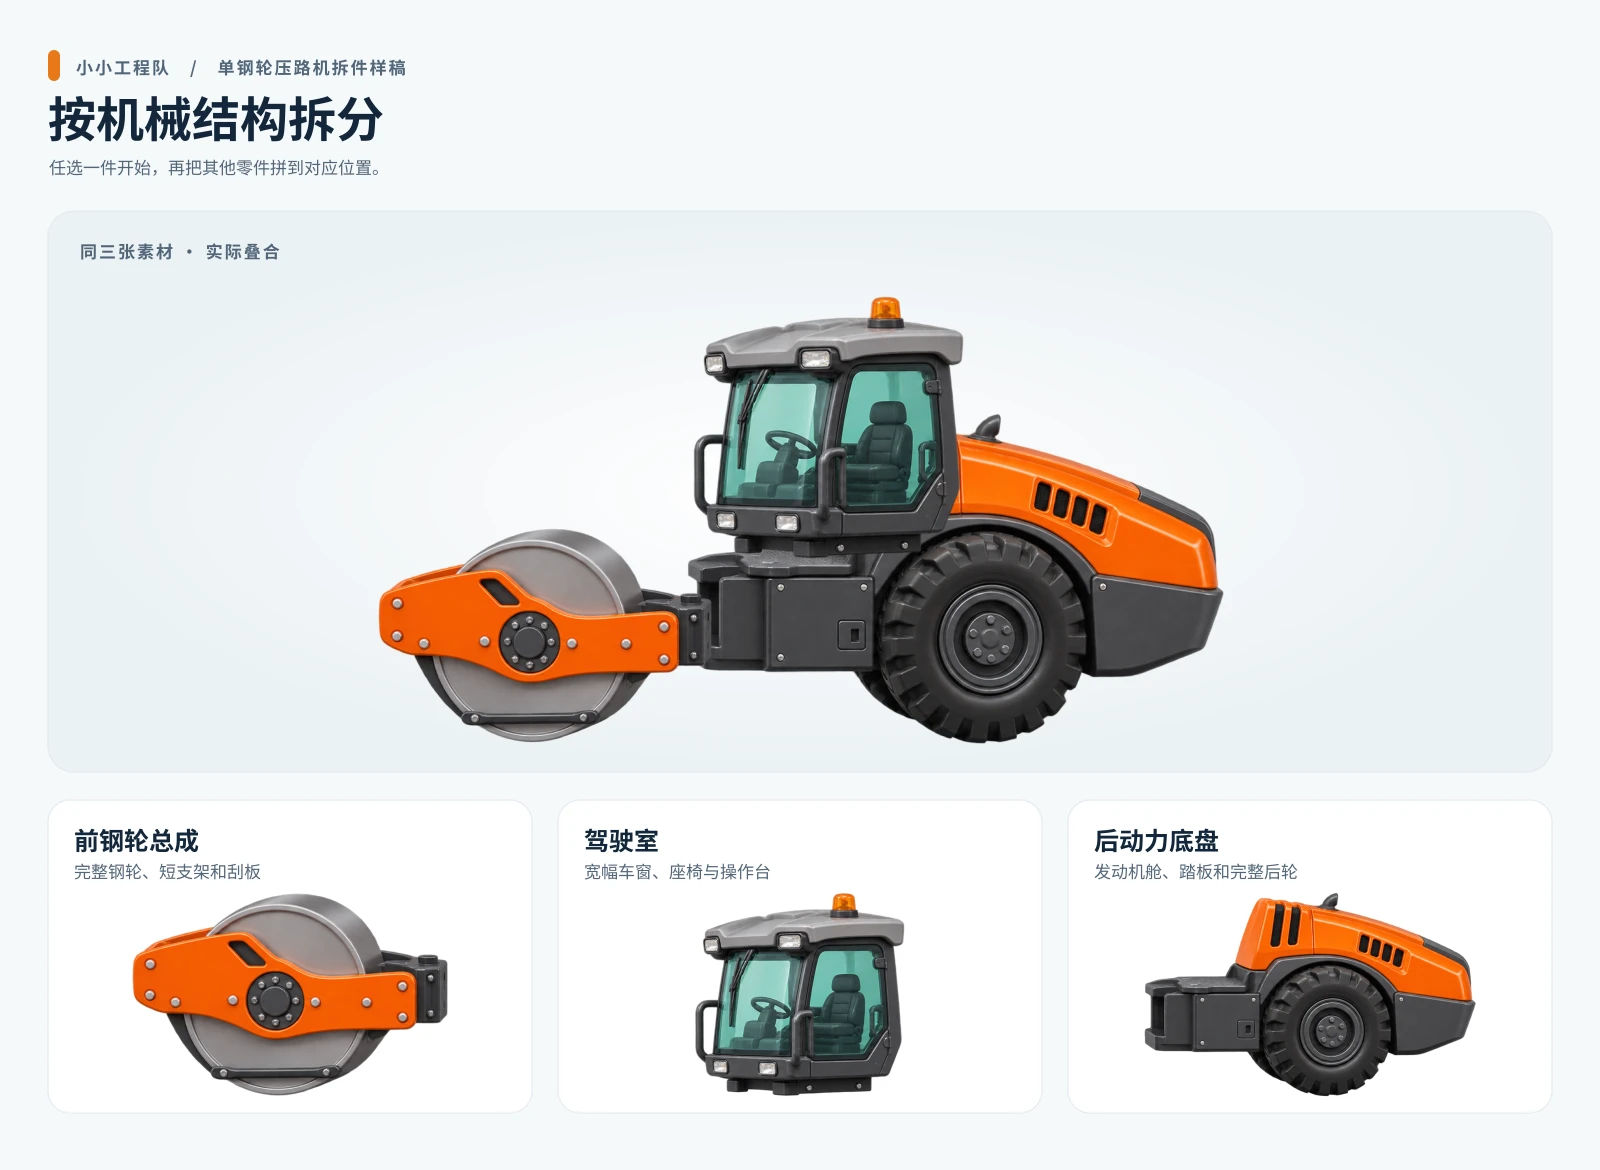 小小工程队 / 单钢轮压路机拆件样稿
按机械结构拆分
任选一件开始，再把其他零件拼到对应位置。
同三张素材 · 实际叠合
前钢轮总成
完整钢轮、短支架和刮板
驾驶室
宽幅车窗、座椅与操作台
后动力底盘
发动机舱、踏板和完整后轮